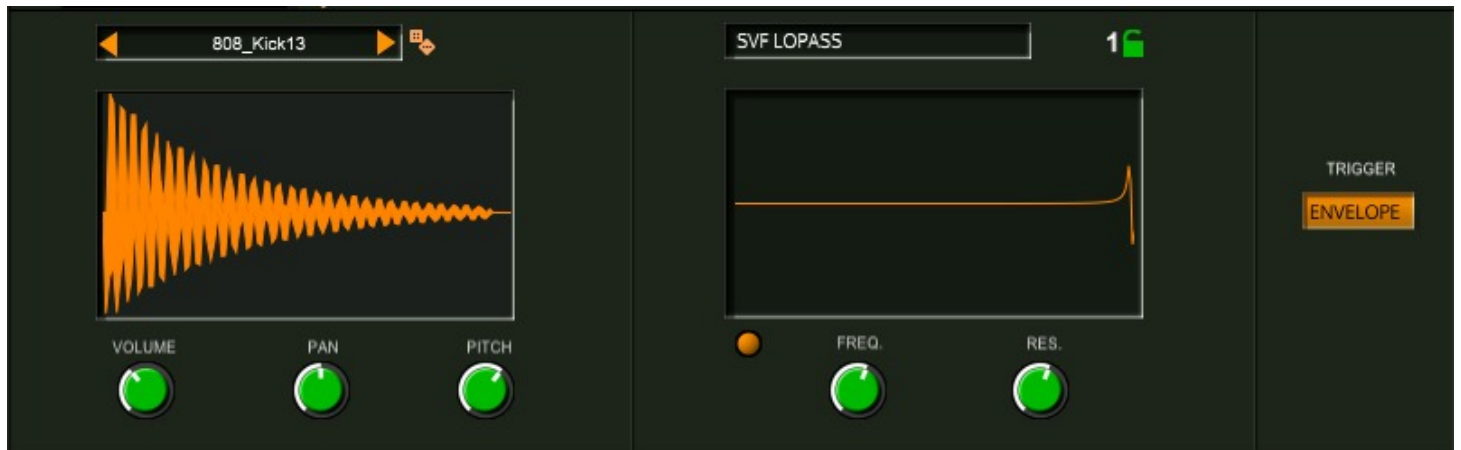 808_Kick13
VOLUME
PAN
PITCH
SVF LOPASS
1
FREQ.
RES.
TRIGGER
ENVELOPE